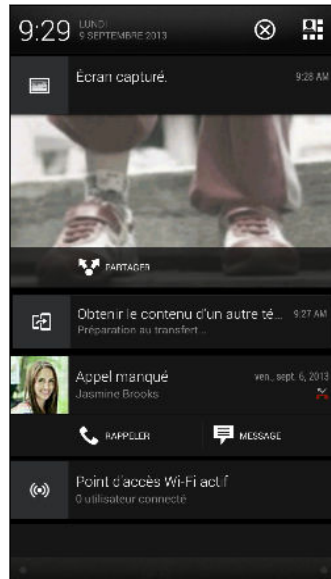 9:29 LUNDI
9 SEPTEMBRE 2013
Écran capturé. 9:28 AM
PARTAGER
Obtenir le contenu d'un autre té... 9:27 AM
Préparation au transfert...
Appel manqué ven., sept. 6, 2013
Jasmine Brooks
RAPPELER MESSAGE
Point d'accès Wi-Fi actif
0 utilisateur connecté